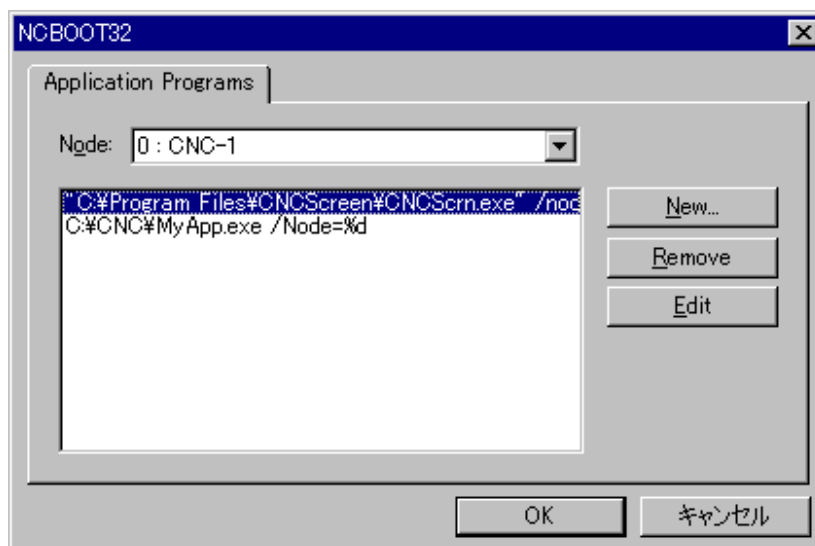 NCBOOT32
Application Programs
Node: 0 : CNC-1
"C:¥Program Files¥CNCScreen¥CNCScrn.exe" /nod
C:¥CNC¥MyApp.exe /Node=%d
New...
Remove
Edit
OK
キャンセル